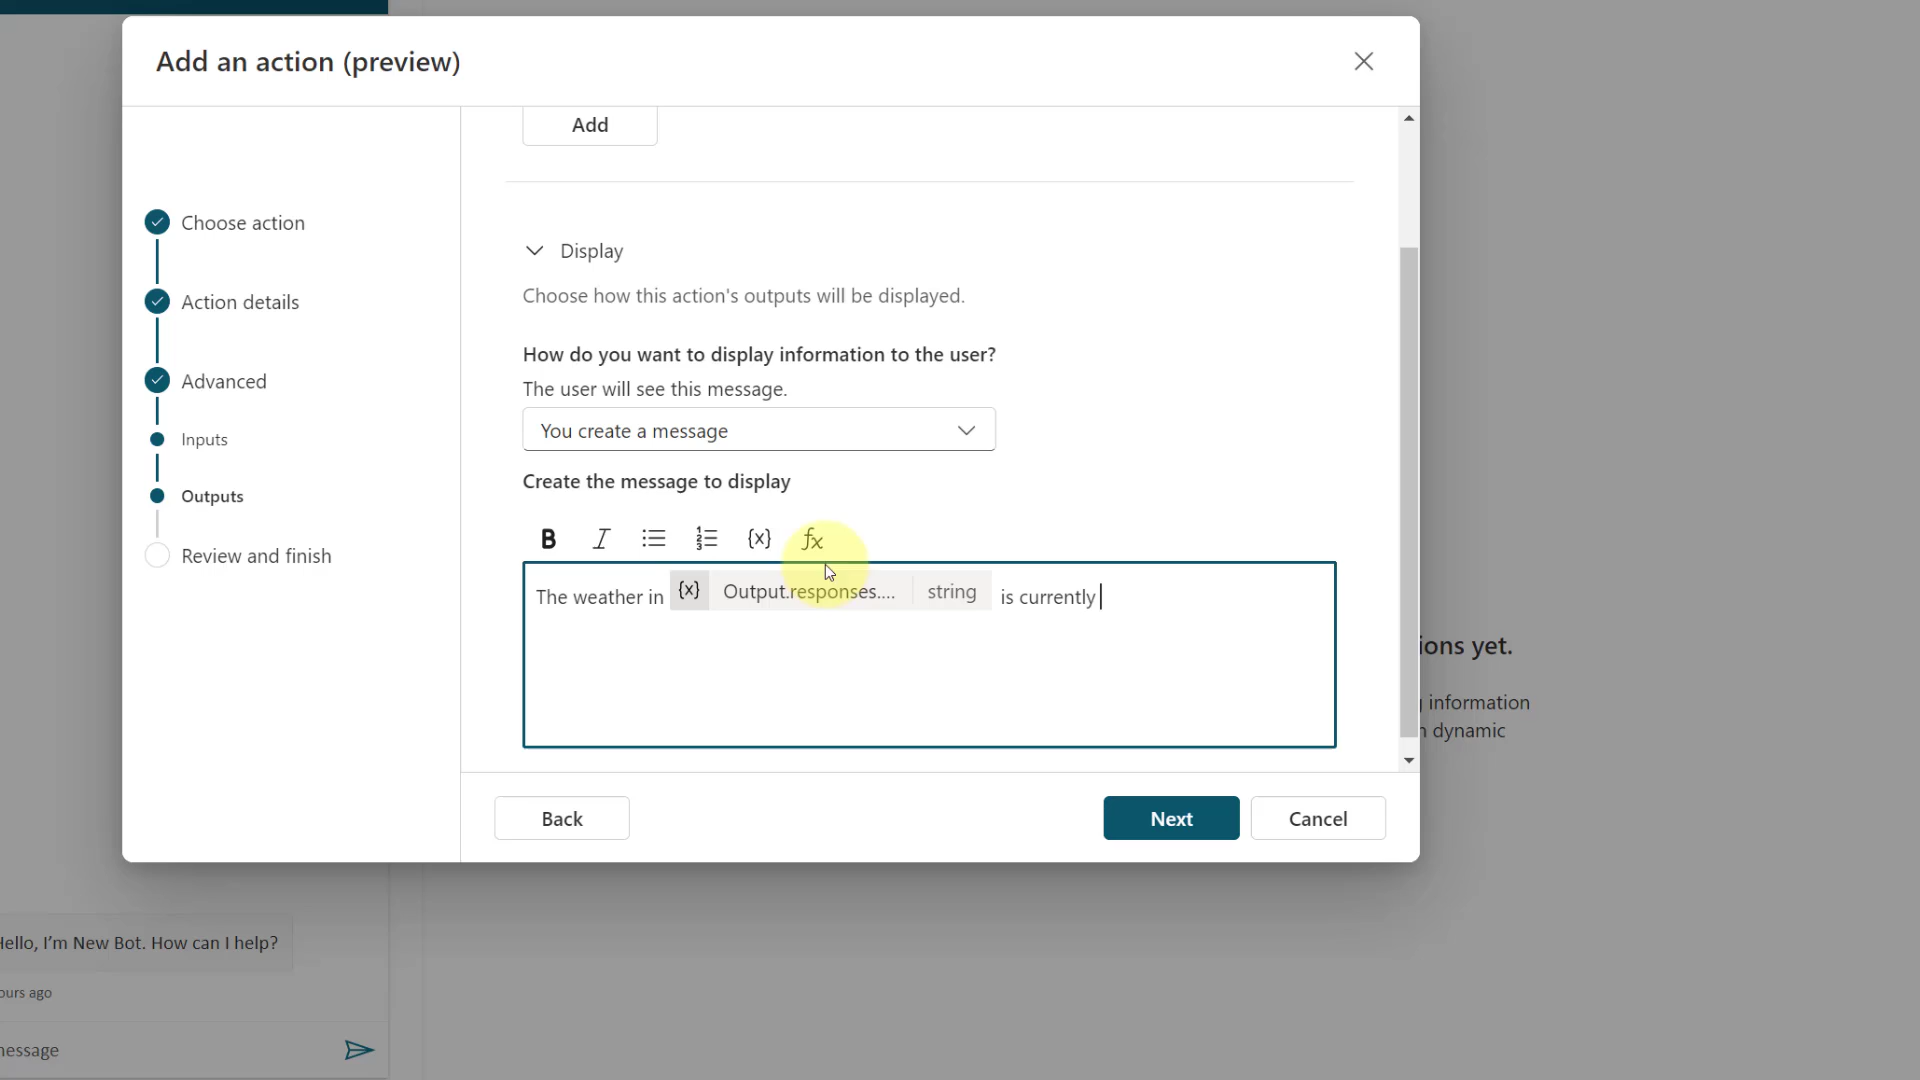 Add an action (preview)
Add
Choose action
Action details
Advanced
Inputs
Outputs
Review and finish
Display
Choose how this action's outputs will be displayed.
How do you want to display information to the user?
The user will see this message.
You create a message
Create the message to display
B I {x} fx
The weather in {x} Output.responses.... string is currently
Back
Next
Cancel
ions yet.
information
dynamic
Hello, I'm New Bot. How can I help?
ours ago
message